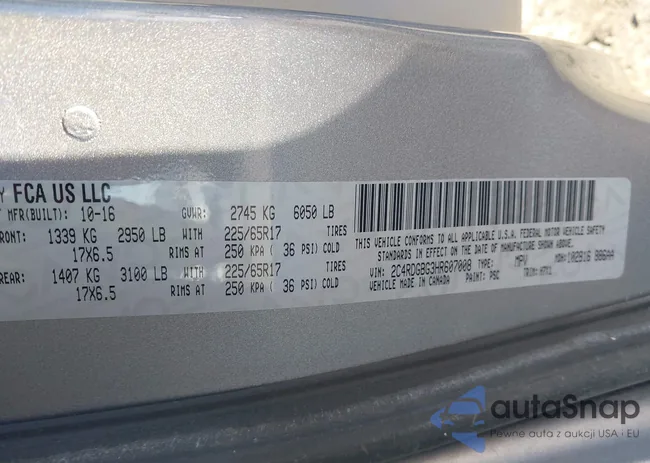 Y FCA US LLC
MFR(BUILT): 10-16 GVWR: 2745 KG 6050 LB
FRONT: 1339 KG 2950 LB WITH 225/65R17 TIRES
17X6.5 RIMS AT 250 KPA ( 36 PSI) COLD
REAR: 1407 KG 3100 LB WITH 225/65R17 TIRES
17X6.5 RIMS AT 250 KPA ( 36 PSI) COLD
THIS VEHICLE CONFORMS TO ALL APPLICABLE U.S.A. FEDERAL MOTOR VEHICLE SAFETY
STANDARDS IN EFFECT ON THE DATE OF MANUFACTURE SHOWN ABOVE.
VIN: 2C4RDGBG3HR607008 TYPE: MPV MDH: 102816
VEHICLE MADE IN CANADA PAINT: PSC TRIM:
autaSnap
Pewne auta z aukcji USA · EU